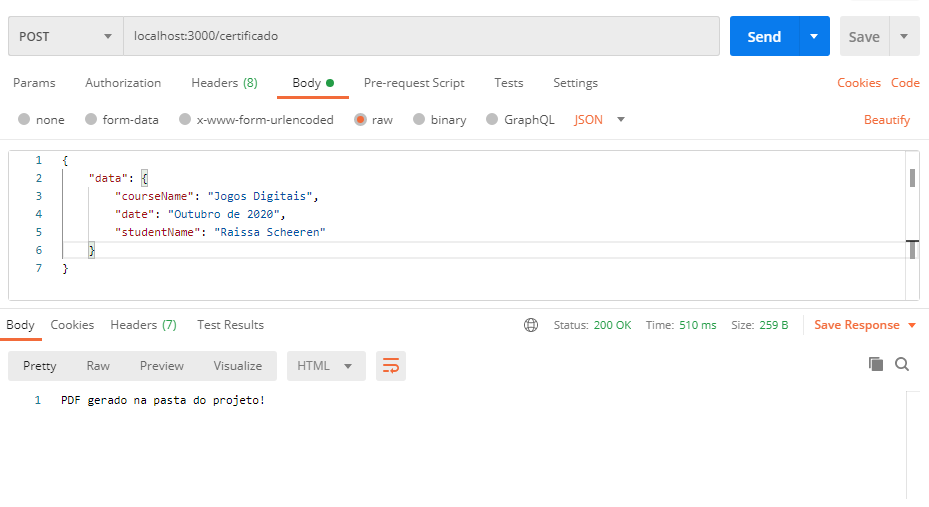 POST localhost:3000/certificado Send Save
Params Authorization Headers (8) Body Pre-request Script Tests Settings Cookies Code
none form-data x-www-form-urlencoded raw binary GraphQL JSON Beautify
1 {
2 "data": {
3 "courseName": "Jogos Digitais",
4 "date": "Outubro de 2020",
5 "studentName": "Raissa Scheeren"
6 }
7 }
Body Cookies Headers (7) Test Results Status: 200 OK Time: 510 ms Size: 259 B Save Response
Pretty Raw Preview Visualize HTML
1 PDF gerado na pasta do projeto!